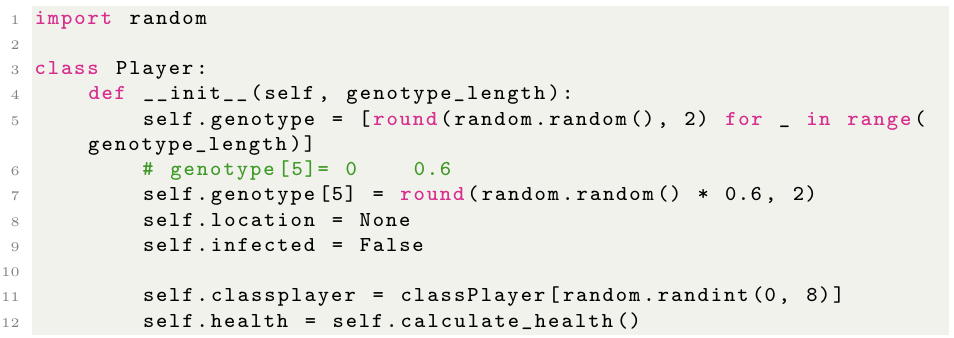 1 import random
2
3 class Player:
4     def __init__(self, genotype_length):
5         self.genotype = [round(random.random(), 2) for _ in range(
    genotype_length)]
6         # genotype[5]= 0    0.6
7         self.genotype[5] = round(random.random() * 0.6, 2)
8         self.location = None
9         self.infected = False
10
11         self.classplayer = classPlayer[random.randint(0, 8)]
12         self.health = self.calculate_health()